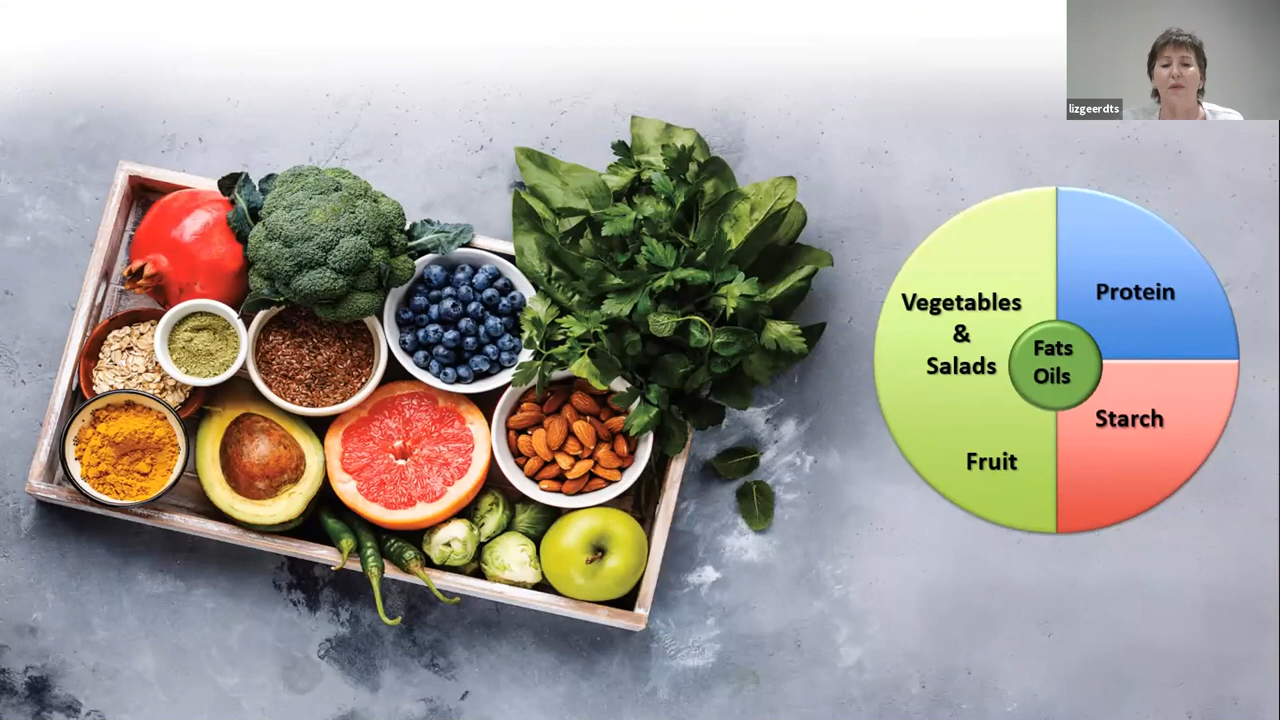 lizgeerdts
Vegetables
&
Salads
Fruit
Fats
Oils
Protein
Starch